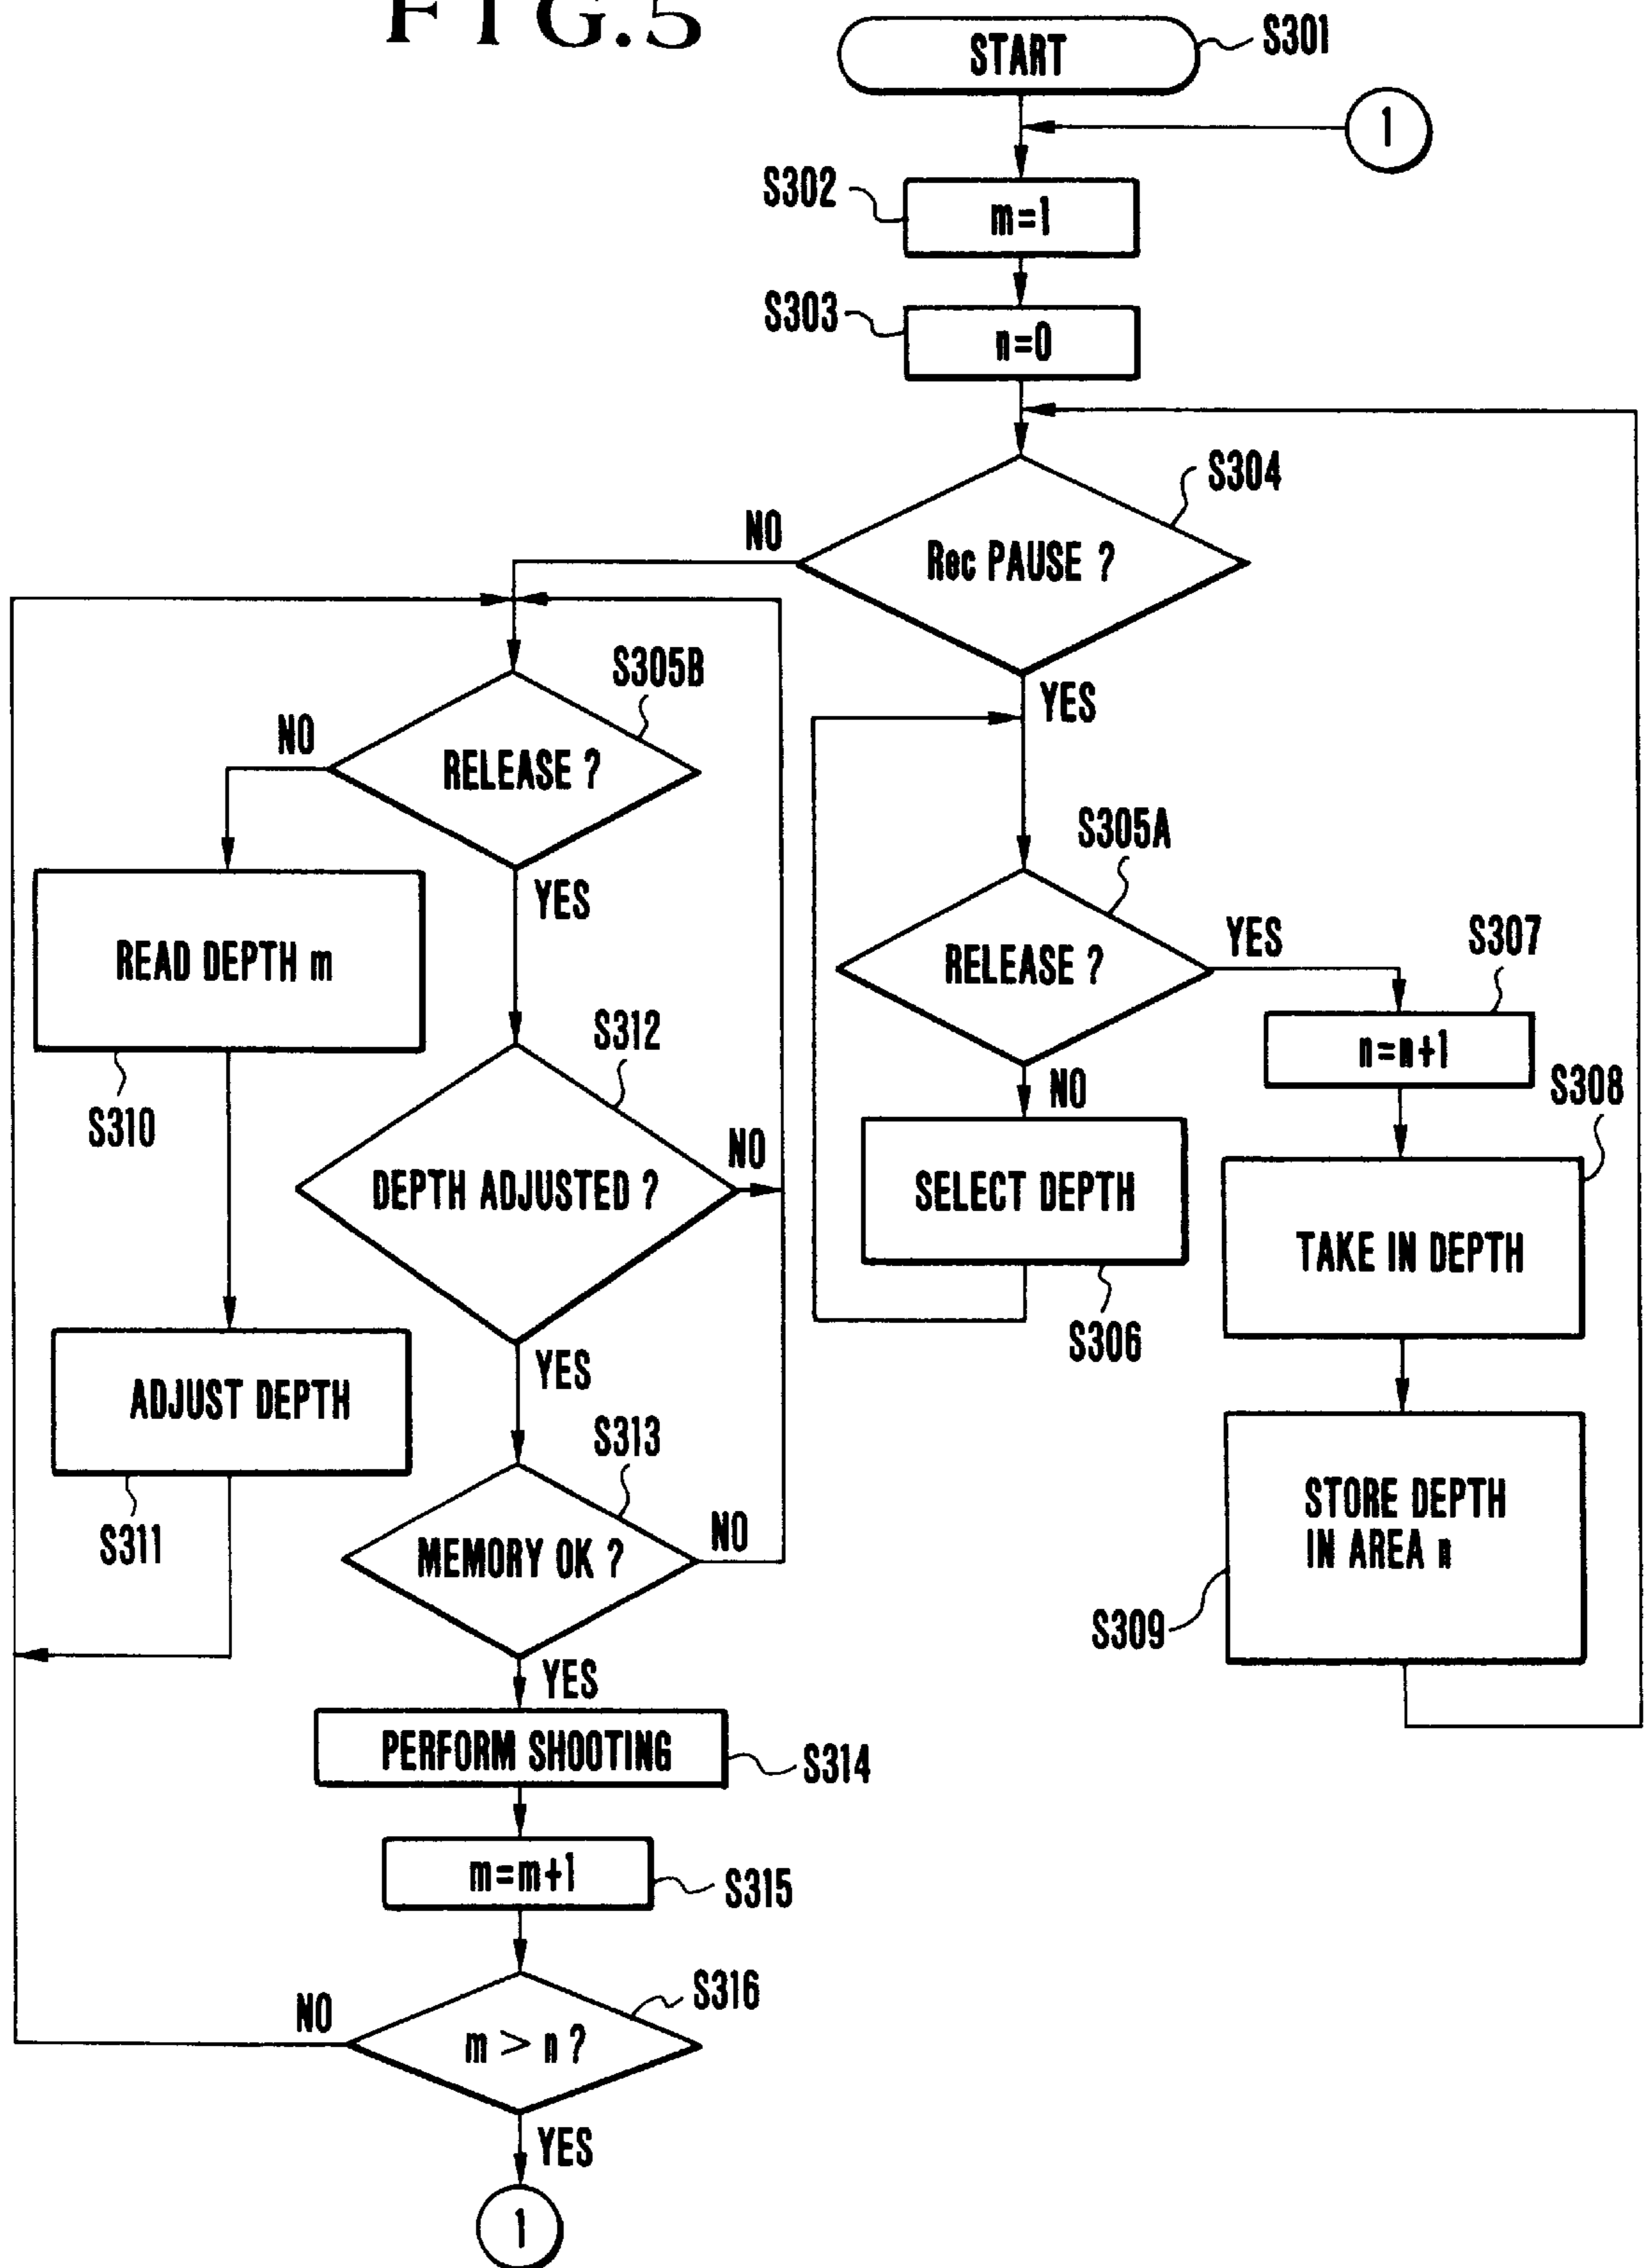 FIG.5
START
S301
1
S302
m=1
S303
n=0
S304
Rec PAUSE ?
NO
YES
S305B
RELEASE ?
NO
YES
S305A
RELEASE ?
YES
NO
S307
n=n+1
READ DEPTH m
S310
S312
DEPTH ADJUSTED ?
NO
YES
SELECT DEPTH
S306
S308
TAKE IN DEPTH
ADJUST DEPTH
S311
S313
MEMORY OK ?
NO
YES
STORE DEPTH
IN AREA n
S309
PERFORM SHOOTING
S314
m=m+1
S315
S316
m > n ?
NO
YES
1